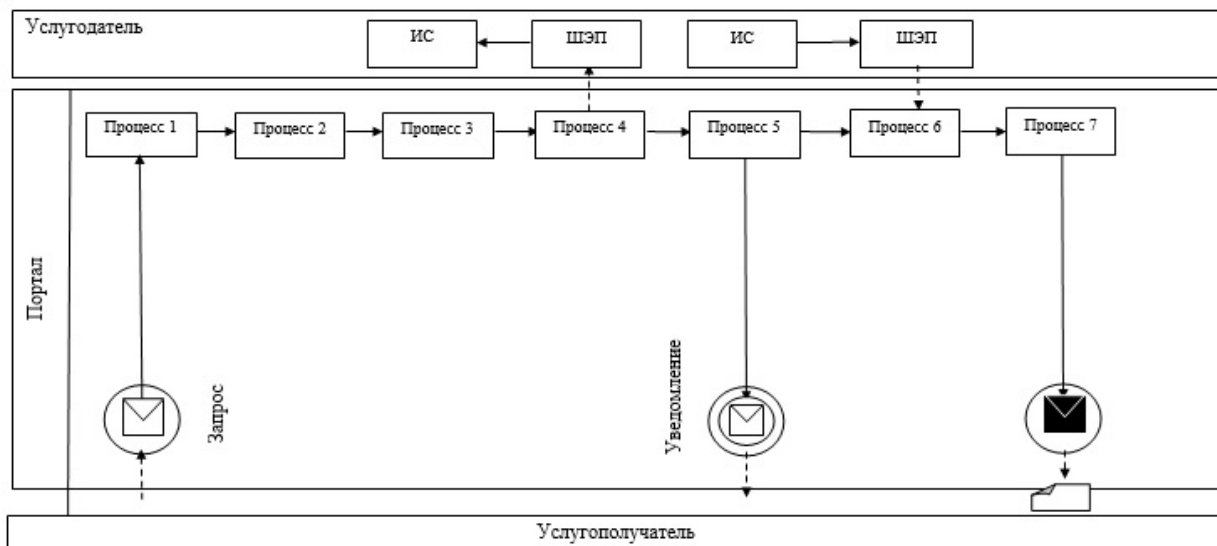 Услугодатель
ИС
ШЭП
ИС
ШЭП
Процесс 1
Процесс 2
Процесс 3
Процесс 4
Процесс 5
Процесс 6
Процесс 7
Портал
Запрос
Уведомление
Услугополучатель